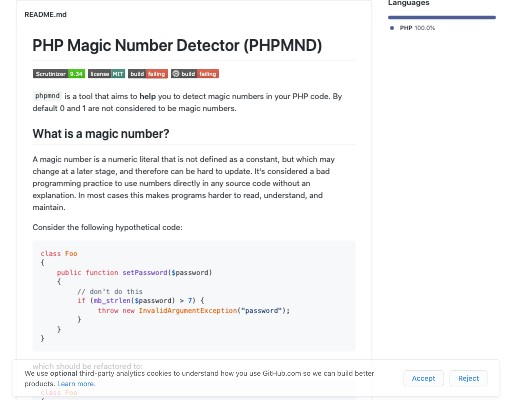 Languages
README.md
PHP 100.0%
PHP Magic Number Detector (PHPMND)
Scrutinizer 9.34 license MIT build failing build failing
phpmnd is a tool that aims to help you to detect magic numbers in your PHP code. By
default 0 and 1 are not considered to be magic numbers.
What is a magic number?
A magic number is a numeric literal that is not defined as a constant, but which may
change at a later stage, and therefore can be hard to update. It's considered a bad
programming practice to use numbers directly in any source code without an
explanation. In most cases this makes programs harder to read, understand, and
maintain.
Consider the following hypothetical code:
class Foo
{
public function setPassword($password)
{
// don't do this
if (mb_strlen($password) > 7) {
throw new InvalidArgumentException("password");
}
}
}
which should be refactored to:
We use optional third-party analytics cookies to understand how you use GitHub.com so we can build better
products. Learn more.
Accept Reject
class Foo